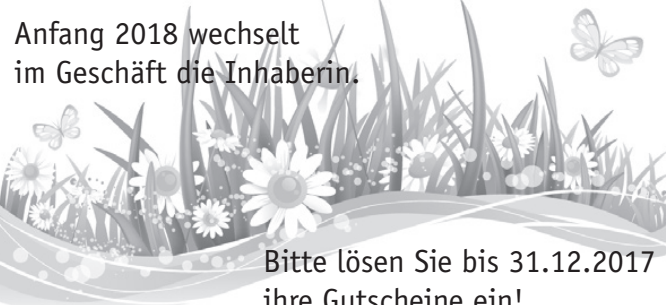 Anfang 2018 wechselt
im Geschäft die Inhaberin.
Bitte lösen Sie bis 31.12.2017
ihre Gutscheine ein!